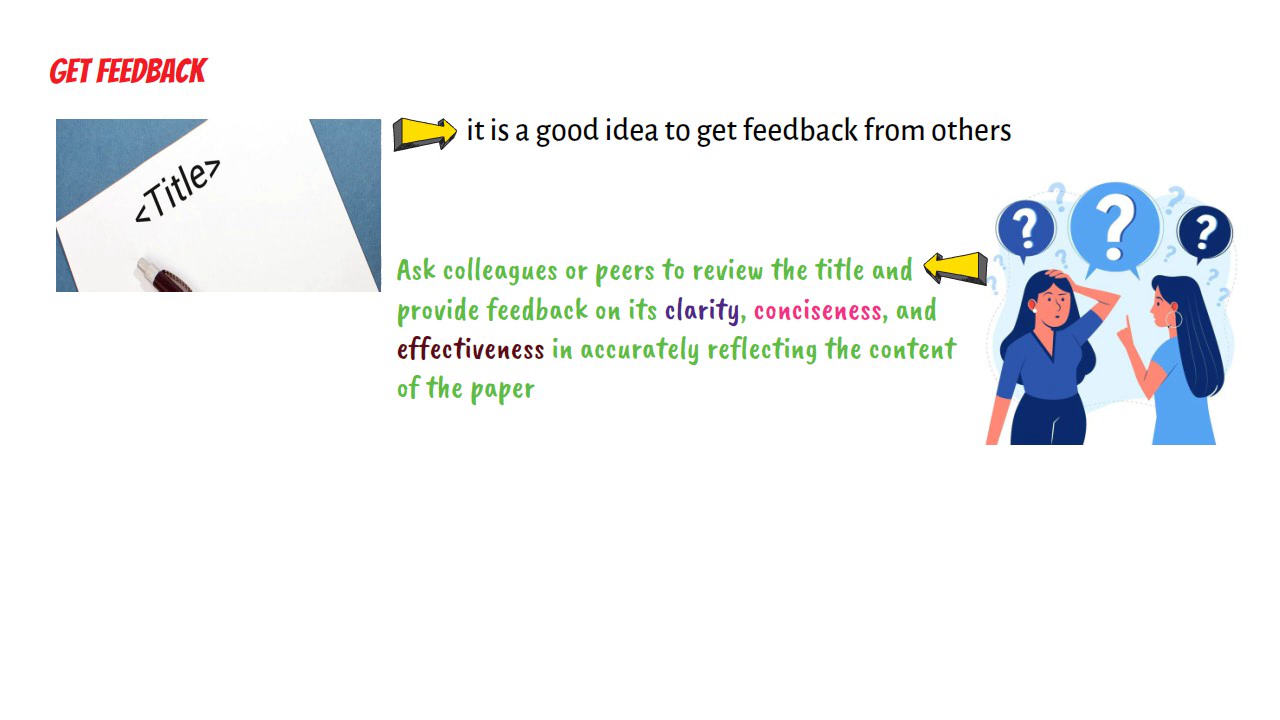 GET FEEDBACK
it is a good idea to get feedback from others
<Title>
Ask colleagues or peers to review the title and
provide feedback on its clarity, conciseness, and
effectiveness in accurately reflecting the content
of the paper
? ? ?